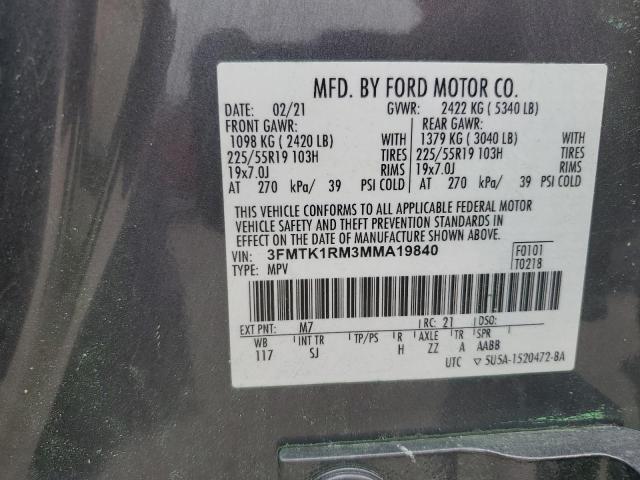 MFD. BY FORD MOTOR CO.
DATE: 02/21 GVWR: 2422 KG ( 5340 LB)
FRONT GAWR: REAR GAWR:
1098 KG ( 2420 LB) WITH 1379 KG ( 3040 LB) WITH
225/55R19 103H TIRES 225/55R19 103H TIRES
19x7.0J RIMS 19x7.0J RIMS
AT 270 kPa/ 39 PSI COLD AT 270 kPa/ 39 PSI COLD
THIS VEHICLE CONFORMS TO ALL APPLICABLE FEDERAL MOTOR
VEHICLE SAFETY AND THEFT PREVENTION STANDARDS IN
EFFECT ON THE DATE OF MANUFACTURE SHOWN ABOVE.
VIN: 3FMTK1RM3MMA19840 F0101
TYPE: MPV T0218
EXT PNT: M7 RC: 21 DSO:
WB INT TR TP/PS R AXLE TR SPR
117 SJ H ZZ A AABB
UTC ▽ 5U5A-1520472-BA